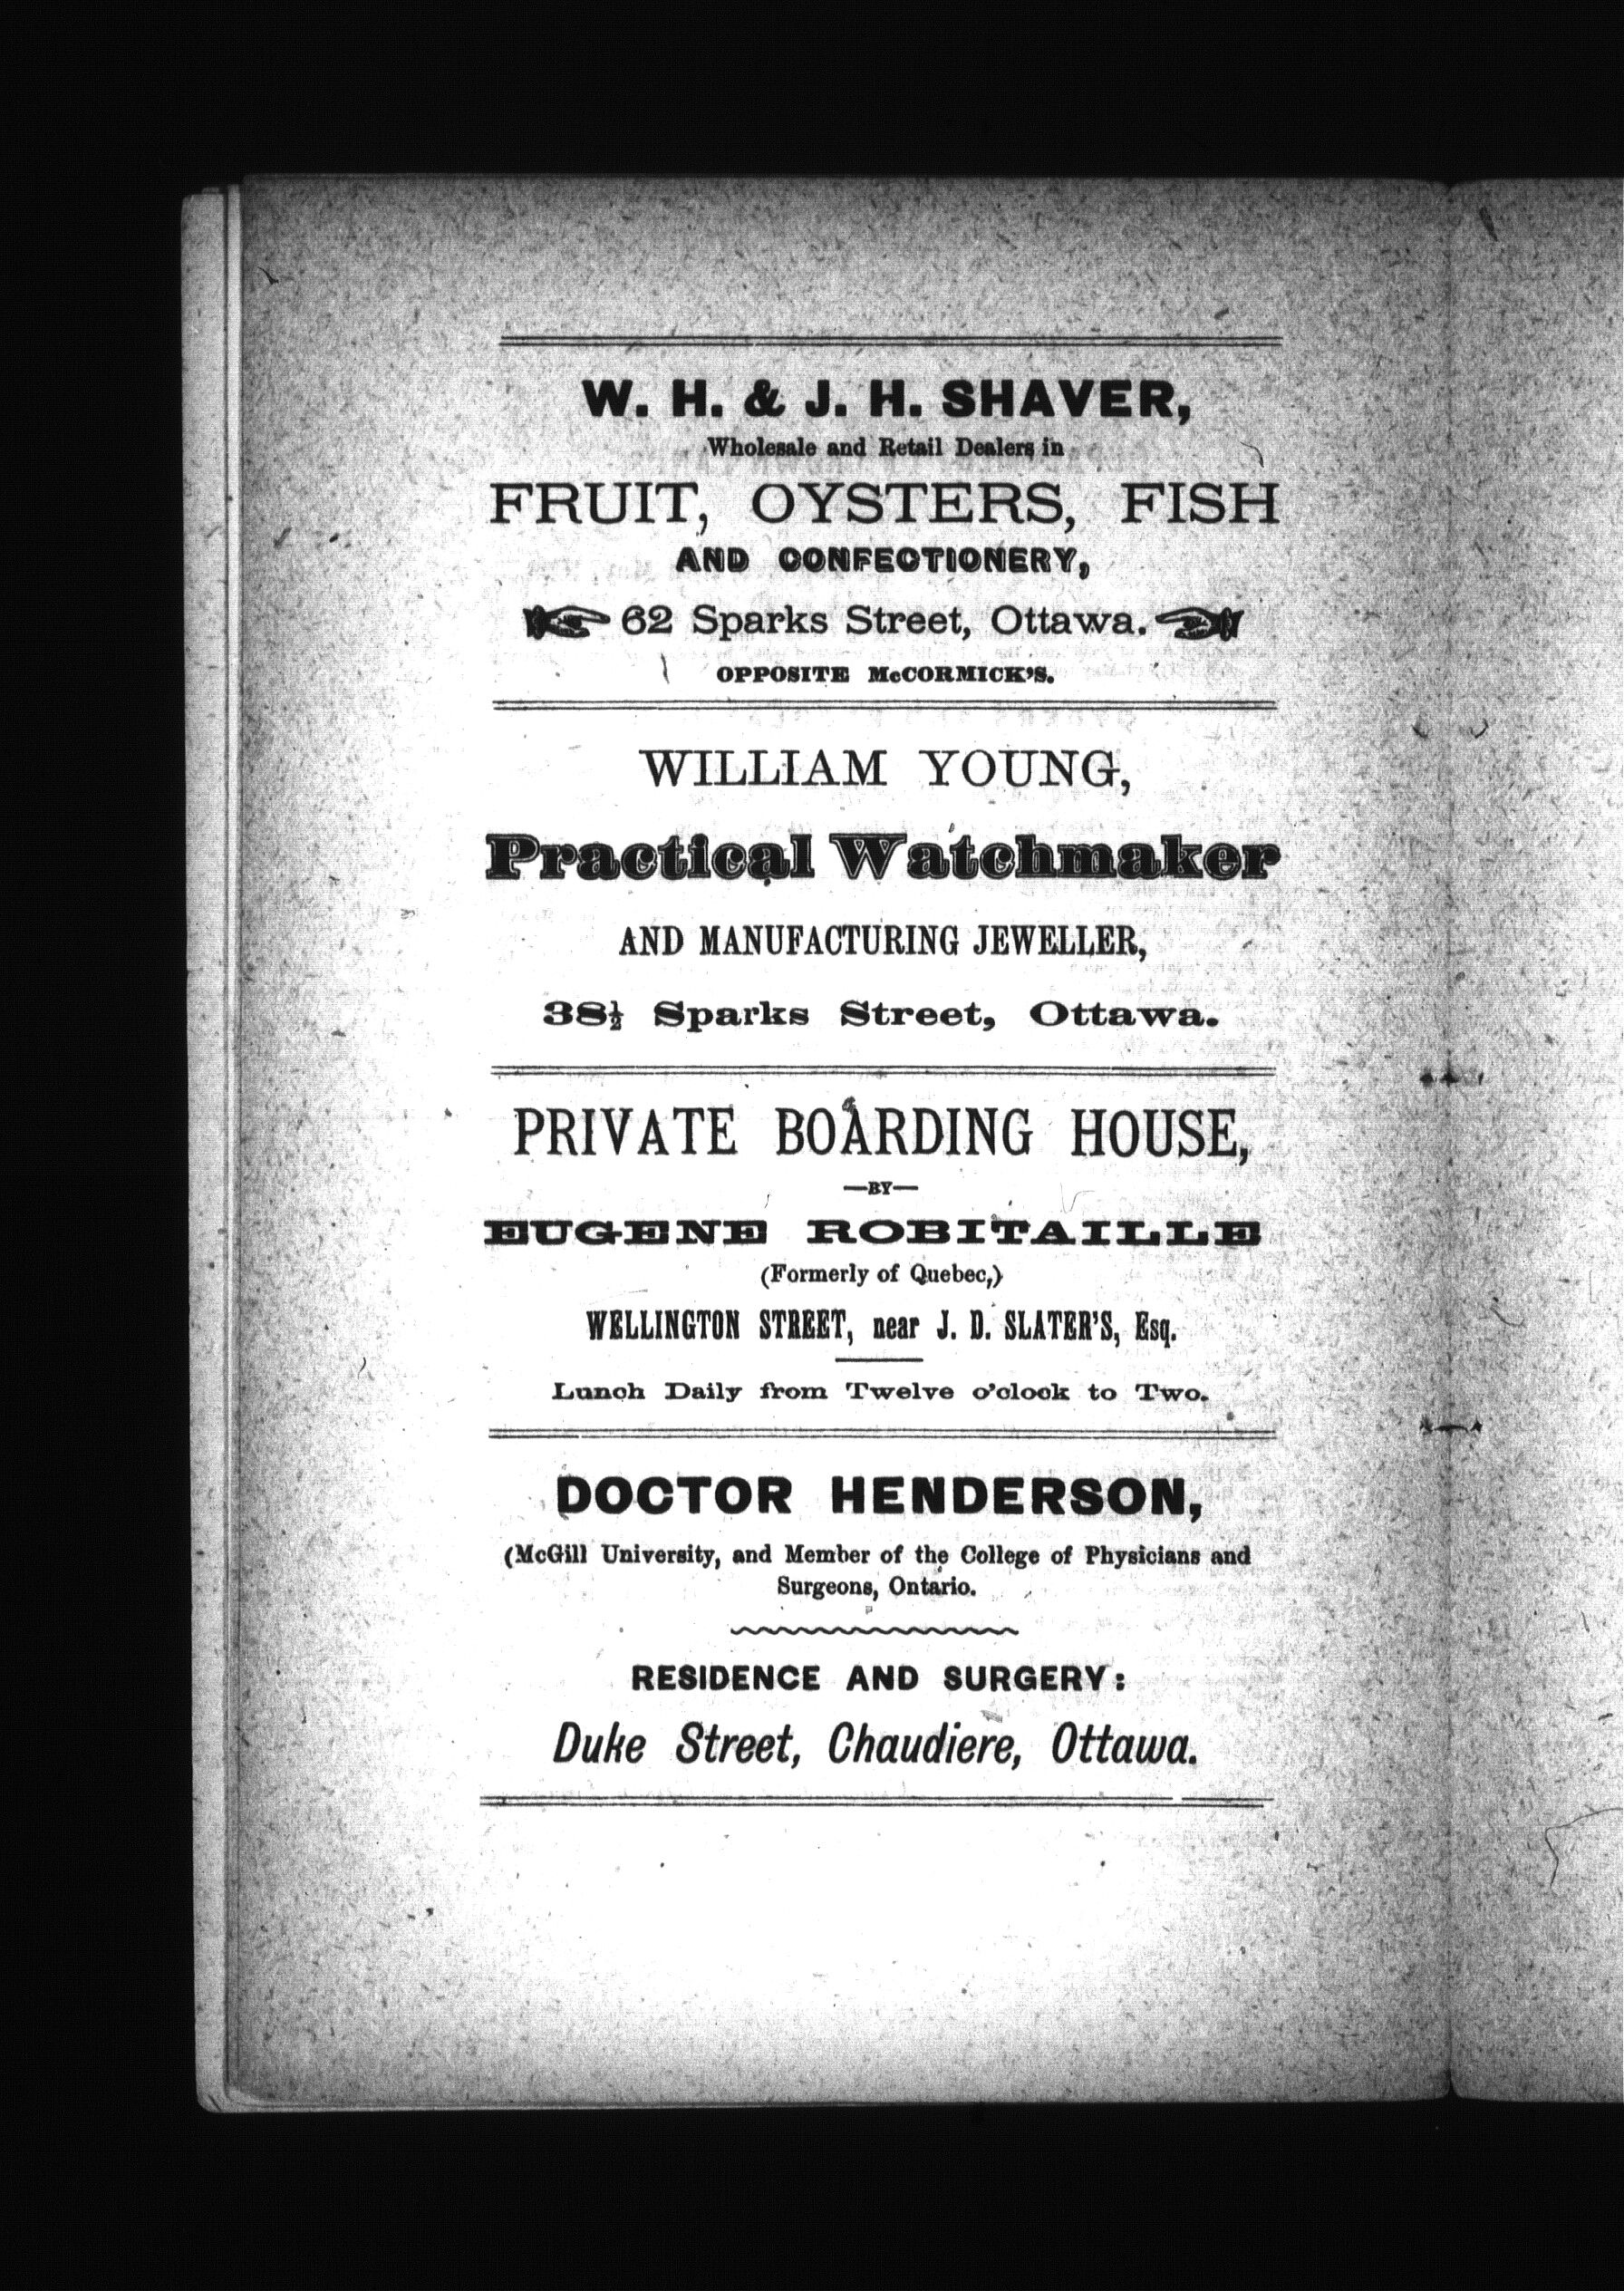 W. H. & J. H. SHAVER,
Wholesale and Retail Dealers in
FRUIT, OYSTERS, FISH
AND CONFECTIONERY,
62 Sparks Street, Ottawa.
OPPOSITE McCORMICK'S.
WILLIAM YOUNG,
Practical Watchmaker
AND MANUFACTURING JEWELLER,
38½ Sparks Street, Ottawa.
PRIVATE BOARDING HOUSE,
—BY—
EUGENE ROBITAILLE
(Formerly of Quebec,)
WELLINGTON STREET, near J. D. SLATER'S, Esq.
Lunch Daily from Twelve o'clock to Two.
DOCTOR HENDERSON,
(McGill University, and Member of the College of Physicians and
Surgeons, Ontario.
RESIDENCE AND SURGERY:
Duke Street, Chaudiere, Ottawa.